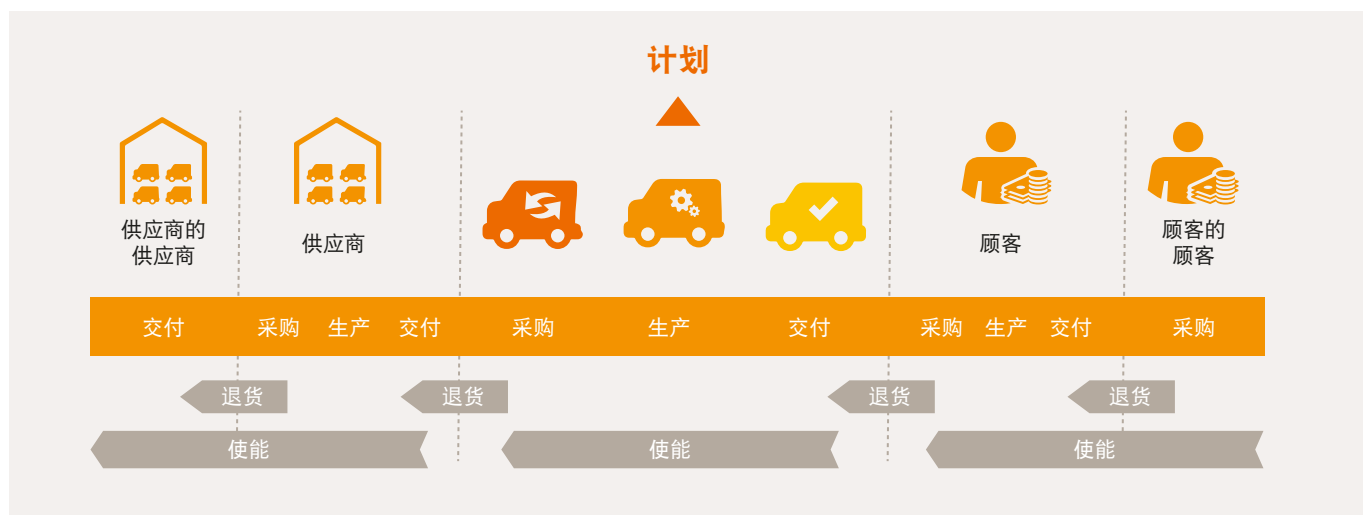 计划
供应商的
供应商
供应商
顾客
顾客的
顾客
交付 采购 生产 交付 采购 生产 交付 采购 生产 交付 采购
退货 退货 退货 退货
使能 使能 使能